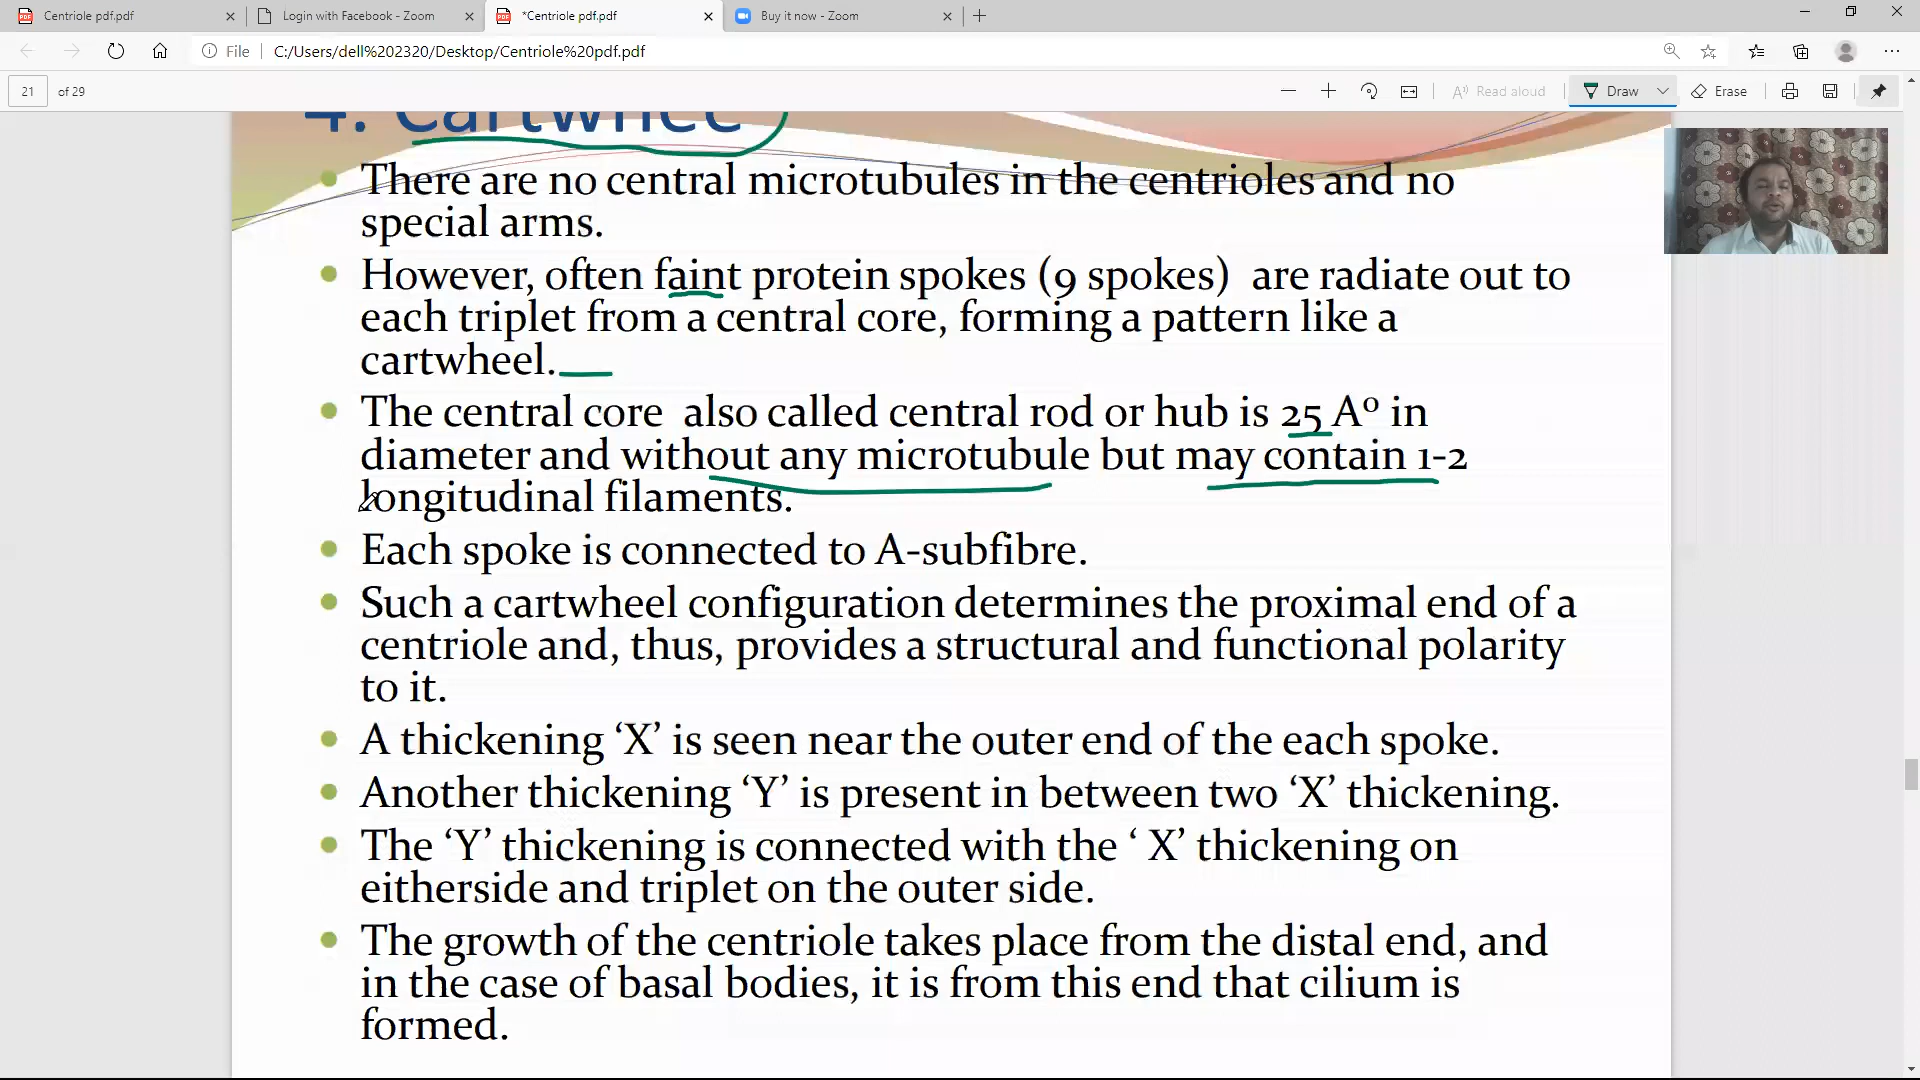 Centriole pdf.pdf
Login with Facebook - Zoom
*Centriole pdf.pdf
Buy it now - Zoom
File
C:/Users/dell%202320/Desktop/Centriole%20pdf.pdf
21
of 29
Read aloud
Draw
Erase
4. Cartwheel
There are no central microtubules in the centrioles and no
special arms.
However, often faint protein spokes (9 spokes) are radiate out to
each triplet from a central core, forming a pattern like a
cartwheel.
The central core also called central rod or hub is 25 A⁰ in
diameter and without any microtubule but may contain 1-2
longitudinal filaments.
Each spoke is connected to A-subfibre.
Such a cartwheel configuration determines the proximal end of a
centriole and, thus, provides a structural and functional polarity
to it.
A thickening ‘X’ is seen near the outer end of the each spoke.
Another thickening ‘Y’ is present in between two ‘X’ thickening.
The ‘Y’ thickening is connected with the ‘ X’ thickening on
eitherside and triplet on the outer side.
The growth of the centriole takes place from the distal end, and
in the case of basal bodies, it is from this end that cilium is
formed.